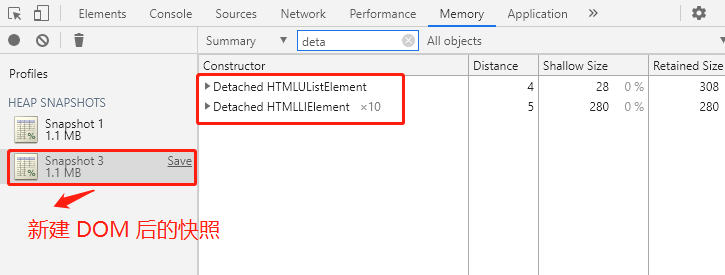 Elements Console Sources Network Performance Memory Application »
Summary ▼ deta All objects
Profiles
Constructor Distance Shallow Size Retained Size
▶Detached HTMLUListElement 4 28 0 % 308
▶Detached HTMLLIElement ×10 5 280 0 % 280
HEAP SNAPSHOTS
Snapshot 1
1.1 MB
Snapshot 3 Save
1.1 MB
新建 DOM 后的快照